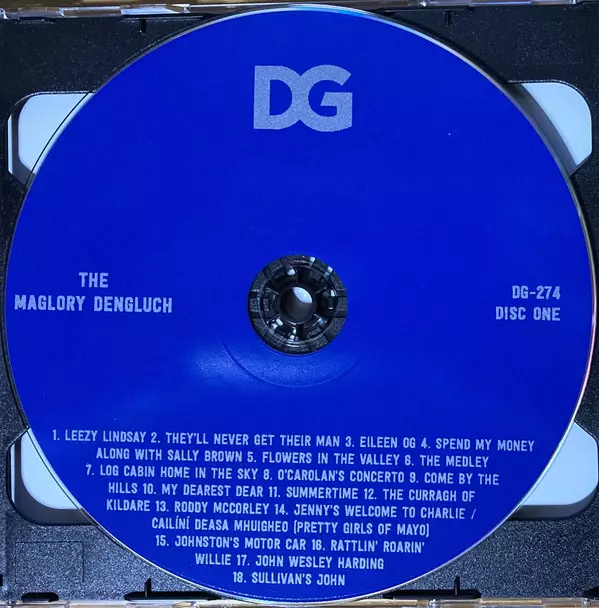 DG
THE
MAGLORY DENGLUCH
DG-274
DISC ONE
1. LEEZY LINDSAY 2. THEY'LL NEVER GET THEIR MAN 3. EILEEN OG 4. SPEND MY MONEY
ALONG WITH SALLY BROWN 5. FLOWERS IN THE VALLEY 6. THE MEDLEY
7. LOG CABIN HOME IN THE SKY 8. O'CAROLAN'S CONCERTO 9. COME BY THE
HILLS 10. MY DEAREST DEAR 11. SUMMERTIME 12. THE CURRAGH OF
KILDARE 13. RODDY MCCORLEY 14. JENNY'S WELCOME TO CHARLIE /
CAILÍNÍ DEASA MHUIGHEO (PRETTY GIRLS OF MAYO)
15. JOHNSTON'S MOTOR CAR 16. RATTLIN' ROARIN'
WILLIE 17. JOHN WESLEY HARDING
18. SULLIVAN'S JOHN